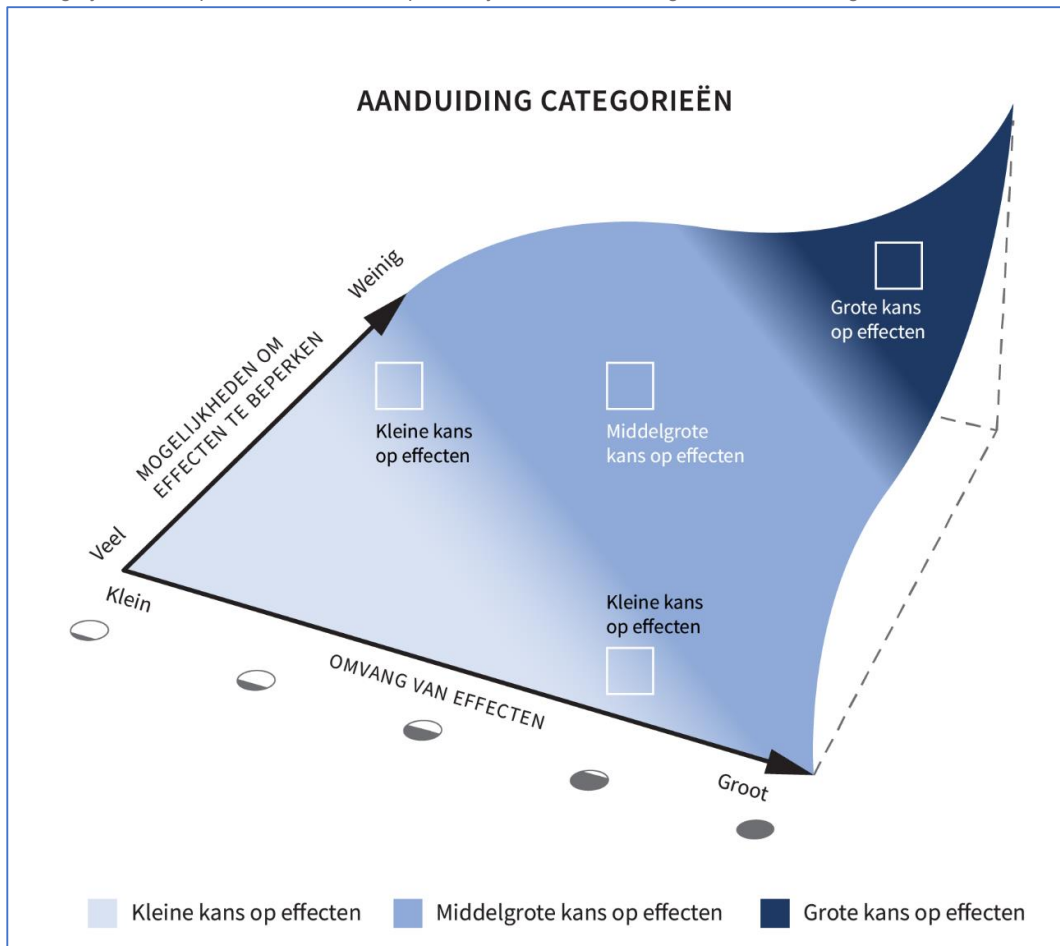 AANDUIDING CATEGORIEËN
Weinig
MOGELIJKHEDEN OM
EFFECTEN TE BEPERKEN
Veel
Grote kans
op effecten
Kleine kans
op effecten
Middelgrote
kans op effecten
Kleine kans
op effecten
Klein
OMVANG VAN EFFECTEN
Groot
Kleine kans op effecten
Middelgrote kans op effecten
Grote kans op effecten